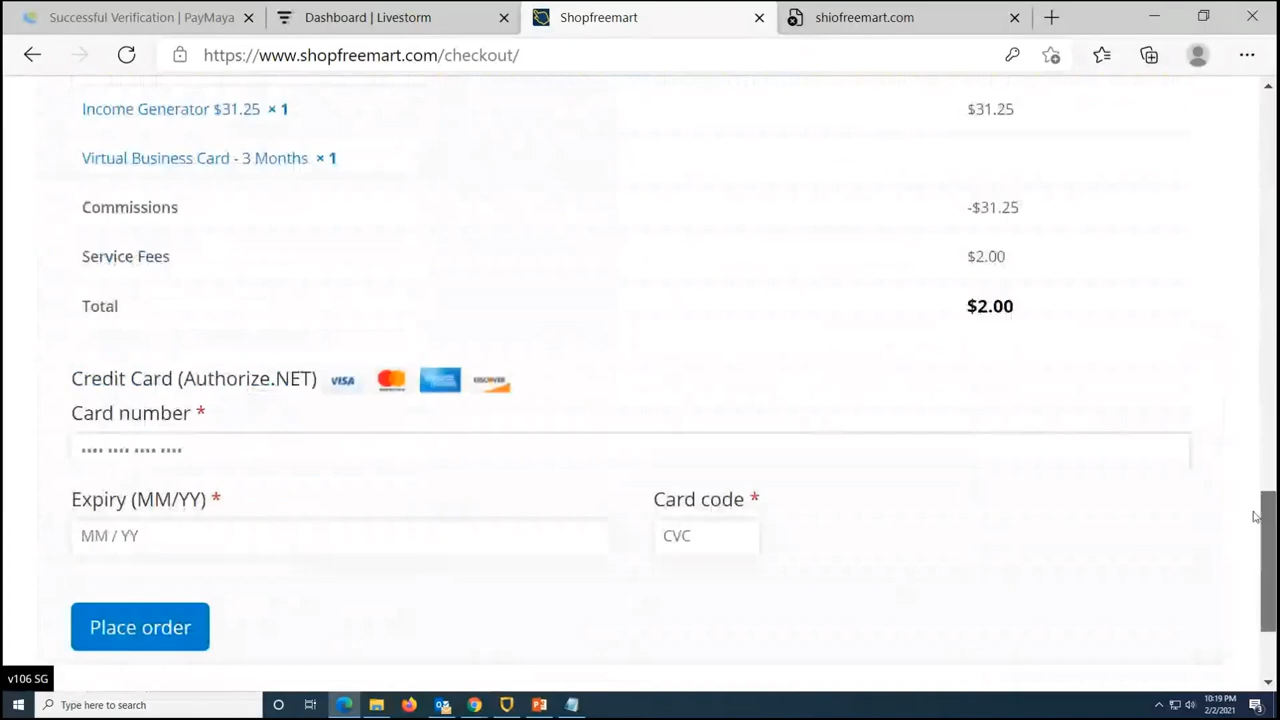 Successful Verification | PayMaya
Dashboard | Livestorm
Shopfreemart
shiofreemart.com
https://www.shopfreemart.com/checkout/
Income Generator $31.25 × 1 $31.25
Virtual Business Card - 3 Months × 1
Commissions -$31.25
Service Fees $2.00
Total $2.00
Credit Card (Authorize.NET) VISA DISCOVER
Card number *
•••• •••• •••• ••••
Expiry (MM/YY) * Card code *
MM / YY CVC
Place order
v106 SG
Type here to search
10:19 PM
2/2/2021